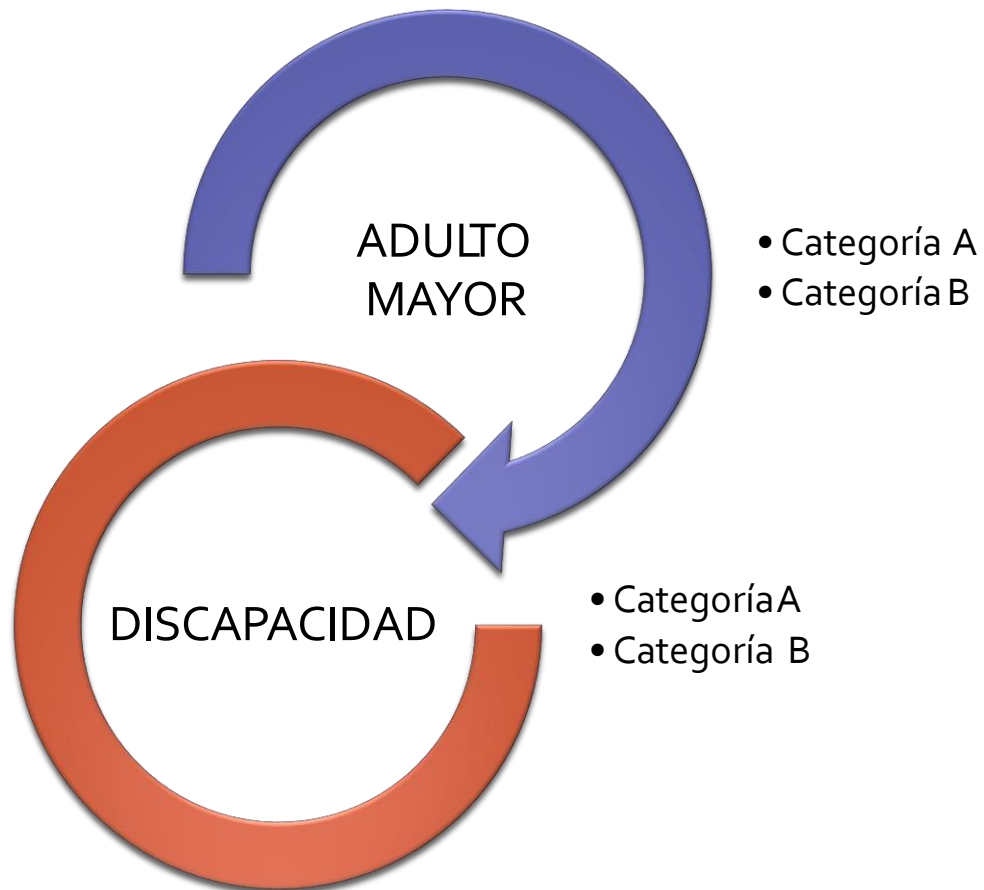 ADULTO
MAYOR
• Categoría A
• Categoría B
DISCAPACIDAD
• Categoría A
• Categoría B